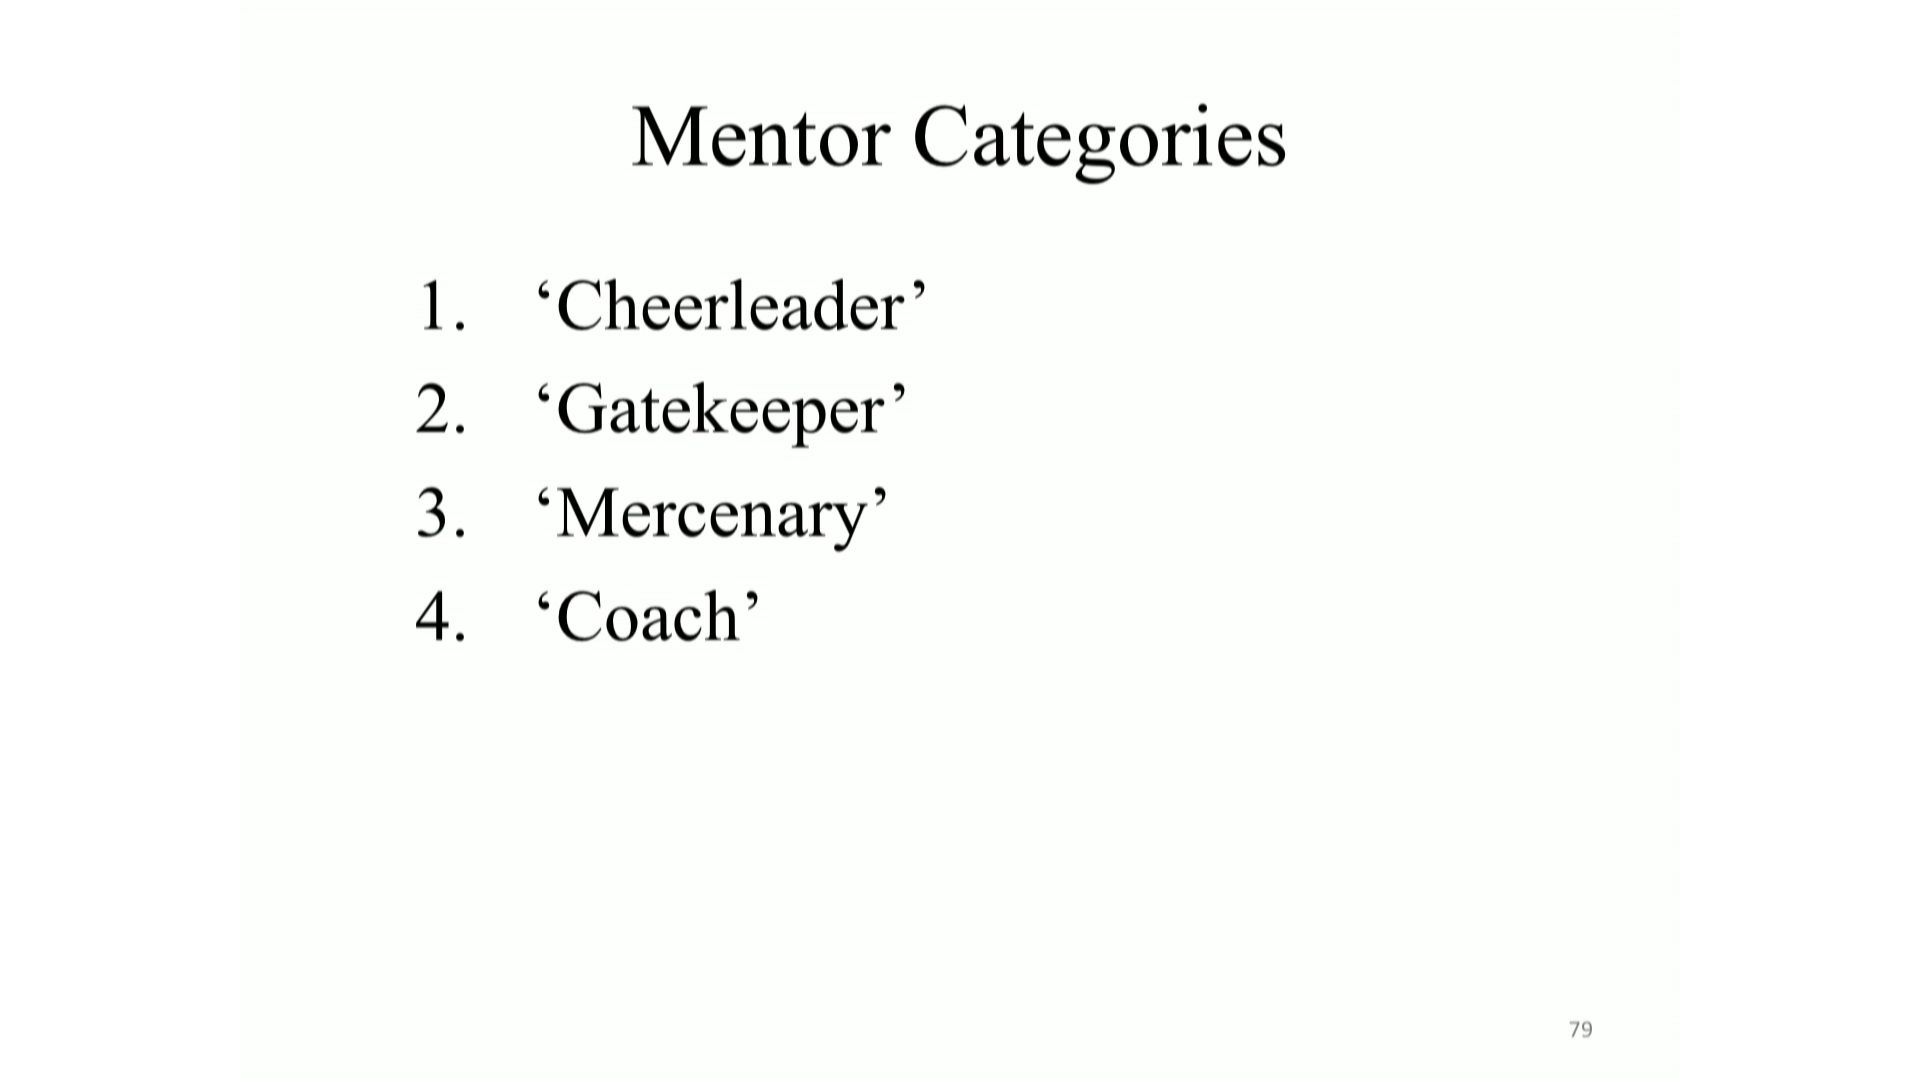 Mentor Categories
1. ‘Cheerleader’
2. ‘Gatekeeper’
3. ‘Mercenary’
4. ‘Coach’
79